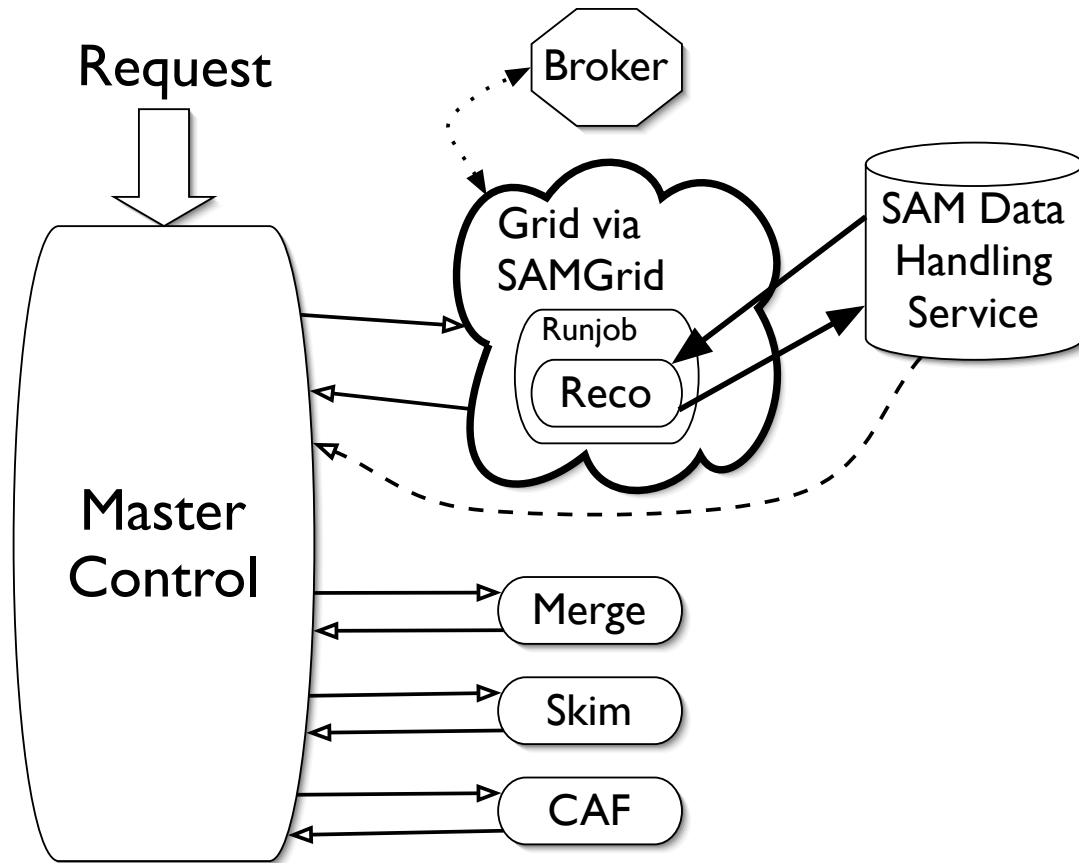 Request
Broker
Grid via
SAMGrid
Runjob
Reco
SAM Data
Handling
Service
Master
Control
Merge
Skim
CAF